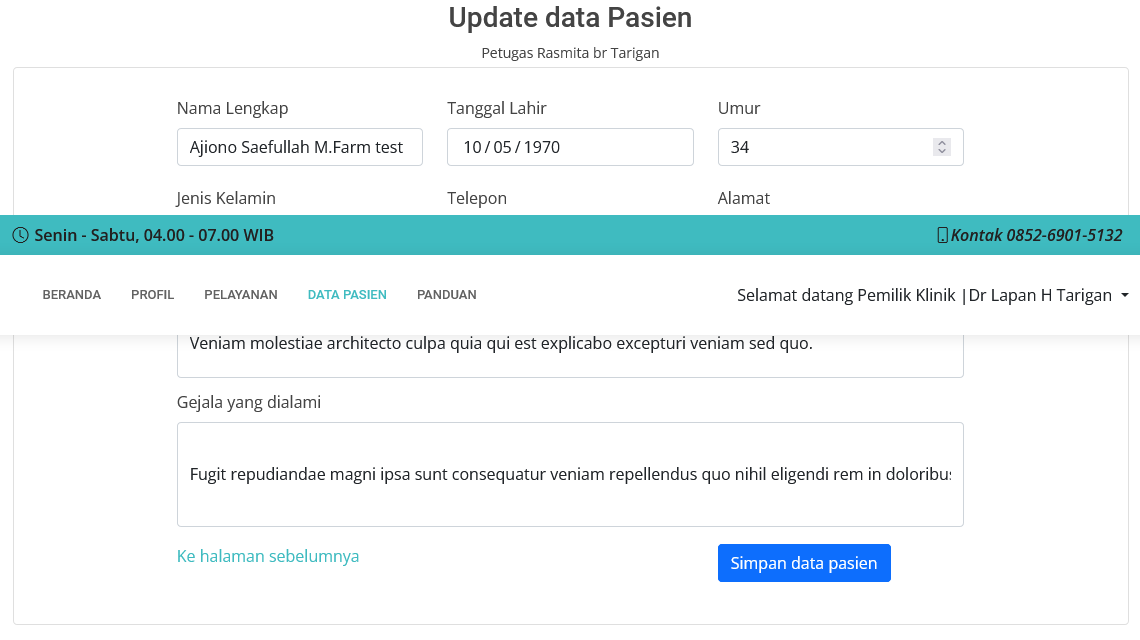 Update data Pasien
Petugas Rasmita br Tarigan
Nama Lengkap Tanggal Lahir Umur
Ajiono Saefullah M.Farm test 10/05/1970 34
Jenis Kelamin Telepon Alamat
Senin - Sabtu, 04.00 - 07.00 WIB Kontak 0852-6901-5132
BERANDA PROFIL PELAYANAN DATA PASIEN PANDUAN Selamat datang Pemilik Klinik |Dr Lapan H Tarigan
Veniam molestiae architecto culpa quia qui est explicabo excepturi veniam sed quo.
Gejala yang dialami
Fugit repudiandae magni ipsa sunt consequatur veniam repellendus quo nihil eligendi rem in doloribus
Ke halaman sebelumnya Simpan data pasien